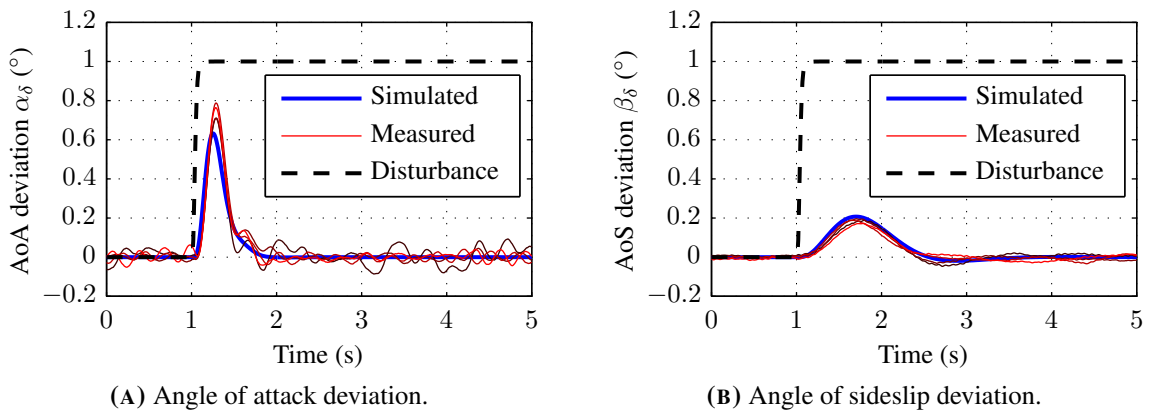 1.2
1
0.8
0.6
0.4
0.2
0
−0.2
AoA deviation α_δ (°)
Simulated
Measured
Disturbance
0 1 2 3 4 5
Time (s)
(A) Angle of attack deviation.
1.2
1
0.8
0.6
0.4
0.2
0
−0.2
AoS deviation β_δ (°)
Simulated
Measured
Disturbance
0 1 2 3 4 5
Time (s)
(B) Angle of sideslip deviation.